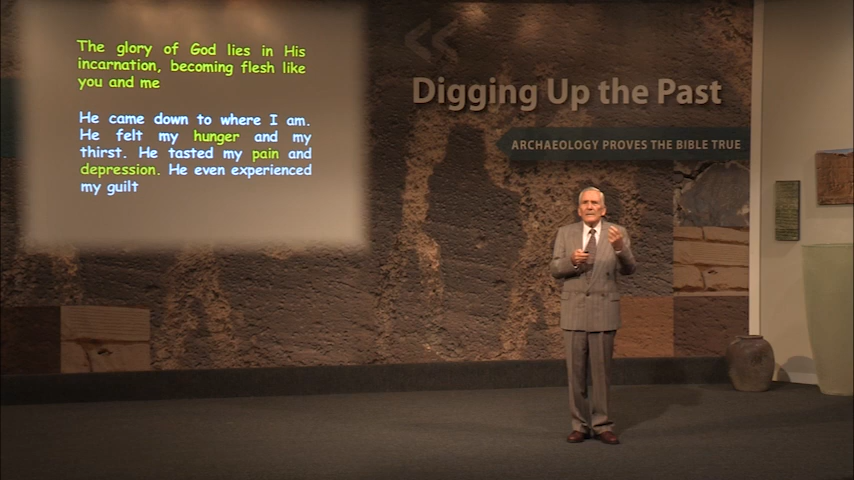 The glory of God lies in His
incarnation, becoming flesh like
you and me
He came down to where I am.
He felt my hunger and my
thirst. He tasted my pain and
depression. He even experienced
my guilt
Digging Up the Past
ARCHAEOLOGY PROVES THE BIBLE TRUE